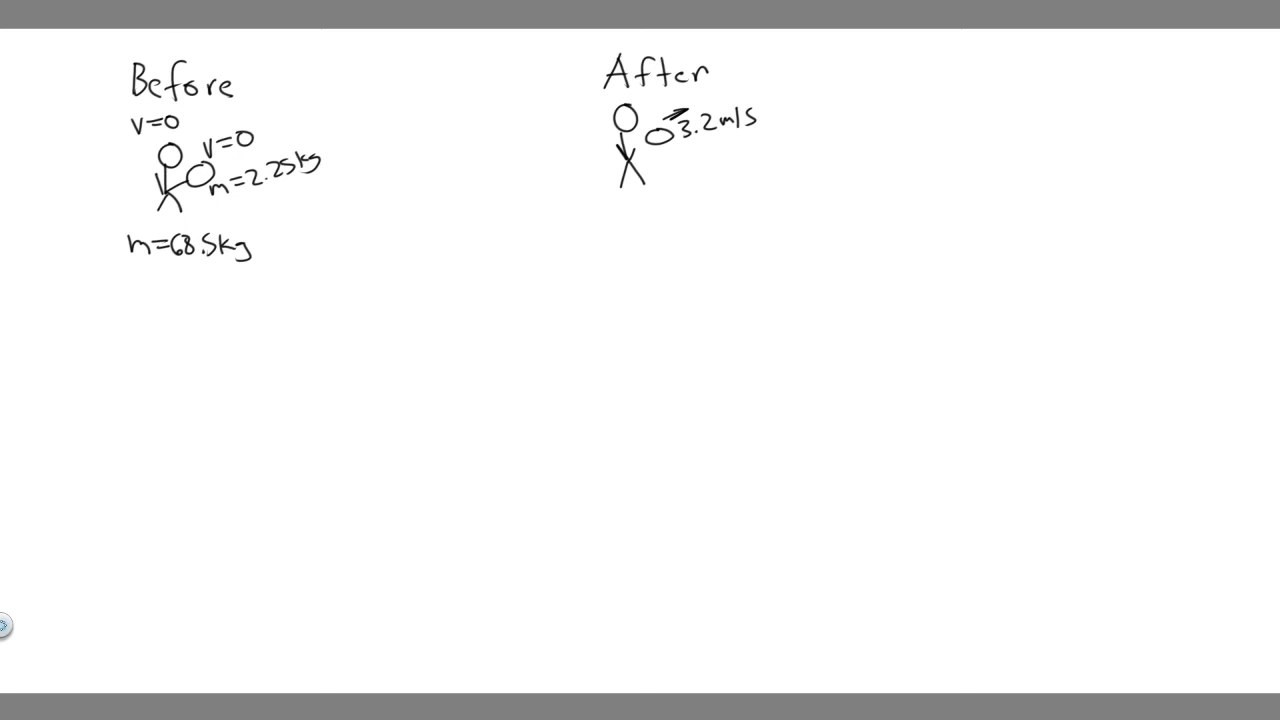 Before
v=0
v=0
m=2.25kg
m=68.5kg
After
3.2m/s